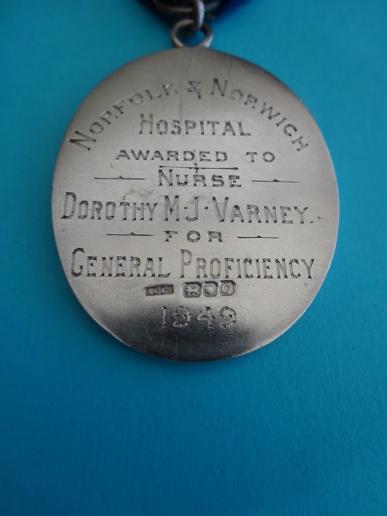 NORFOLK & NORWICH
HOSPITAL
AWARDED TO
NURSE
DOROTHY M·J·VARNEY.
FOR
GENERAL PROFICIENCY
1949